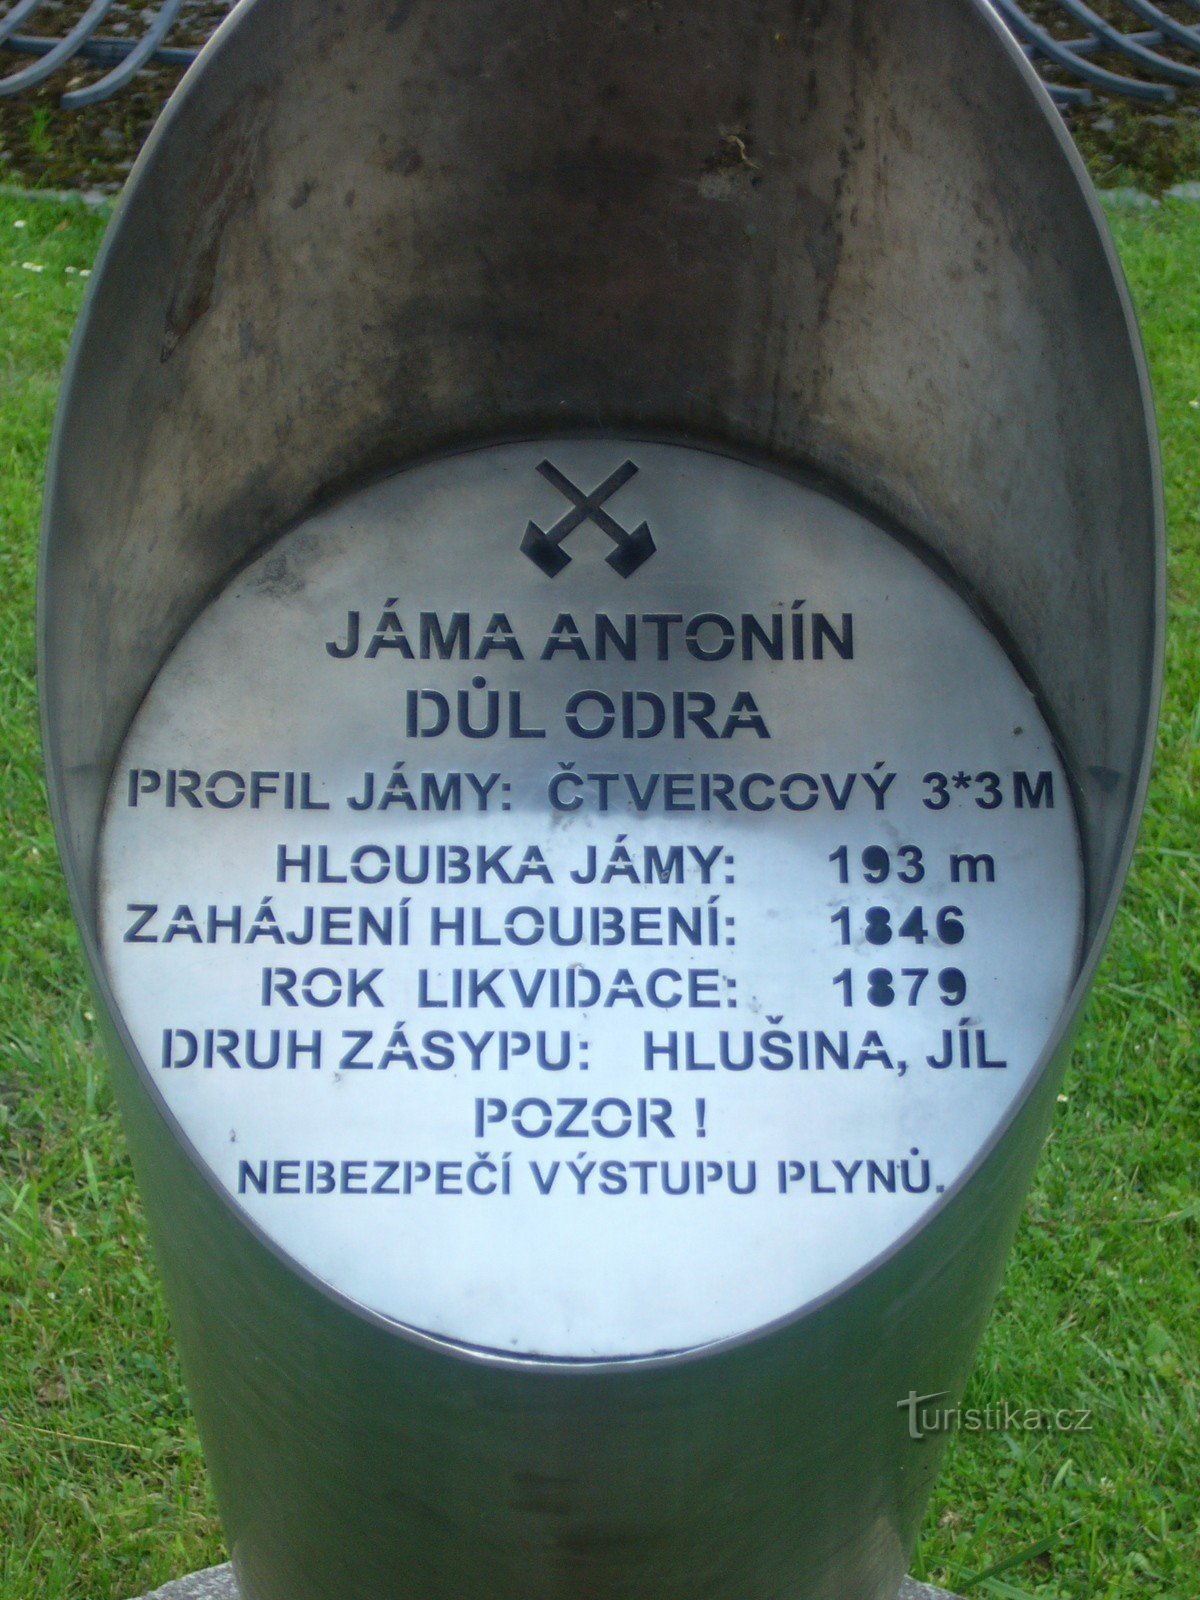 JÁMA ANTONÍN
DŮL ODRA
PROFIL JÁMY: ČTVERCOVÝ 3*3 M
HLOUBKA JÁMY: 193 m
ZAHÁJENÍ HLOUBENÍ: 1846
ROK LIKVIDACE: 1879
DRUH ZÁSYPU: HLUŠINA, JÍL
POZOR !
NEBEZPEČÍ VÝSTUPU PLYNŮ.
Turistika.cz